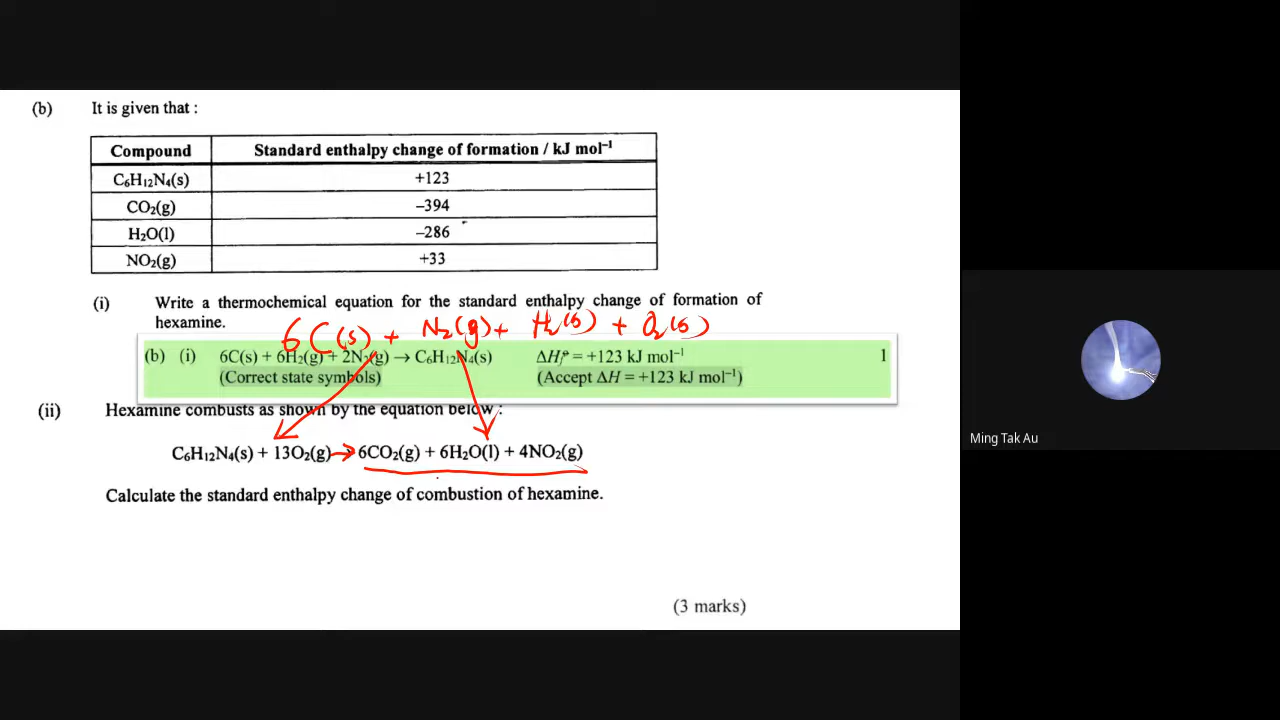 (b) It is given that :
Compound Standard enthalpy change of formation / kJ mol⁻¹
C₆H₁₂N₄(s) +123
CO₂(g) –394
H₂O(l) –286
NO₂(g) +33
(i) Write a thermochemical equation for the standard enthalpy change of formation of
hexamine.
6C(s) + N₂(g) + H₂(g) + O₂(g)
(b) (i) 6C(s) + 6H₂(g) + 2N₂(g) → C₆H₁₂N₄(s) ΔHf° = +123 kJ mol⁻¹ 1
(Correct state symbols) (Accept ΔH = +123 kJ mol⁻¹)
(ii) Hexamine combusts as shown by the equation below :
C₆H₁₂N₄(s) + 13O₂(g) → 6CO₂(g) + 6H₂O(l) + 4NO₂(g)
Calculate the standard enthalpy change of combustion of hexamine.
(3 marks)
Ming Tak Au